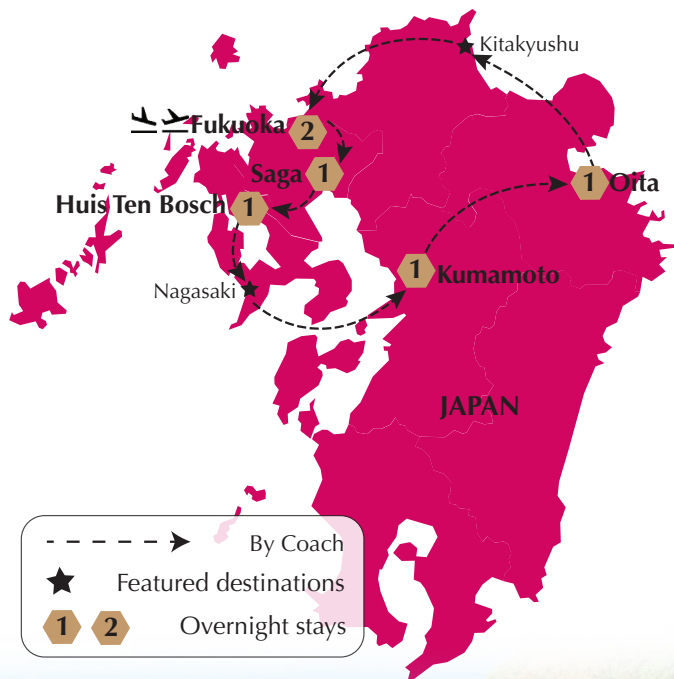 Kitakyushu
Fukuoka
2
Saga
1
1
Oita
Huis Ten Bosch
1
1
Kumamoto
Nagasaki
JAPAN
By Coach
Featured destinations
1 2 Overnight stays